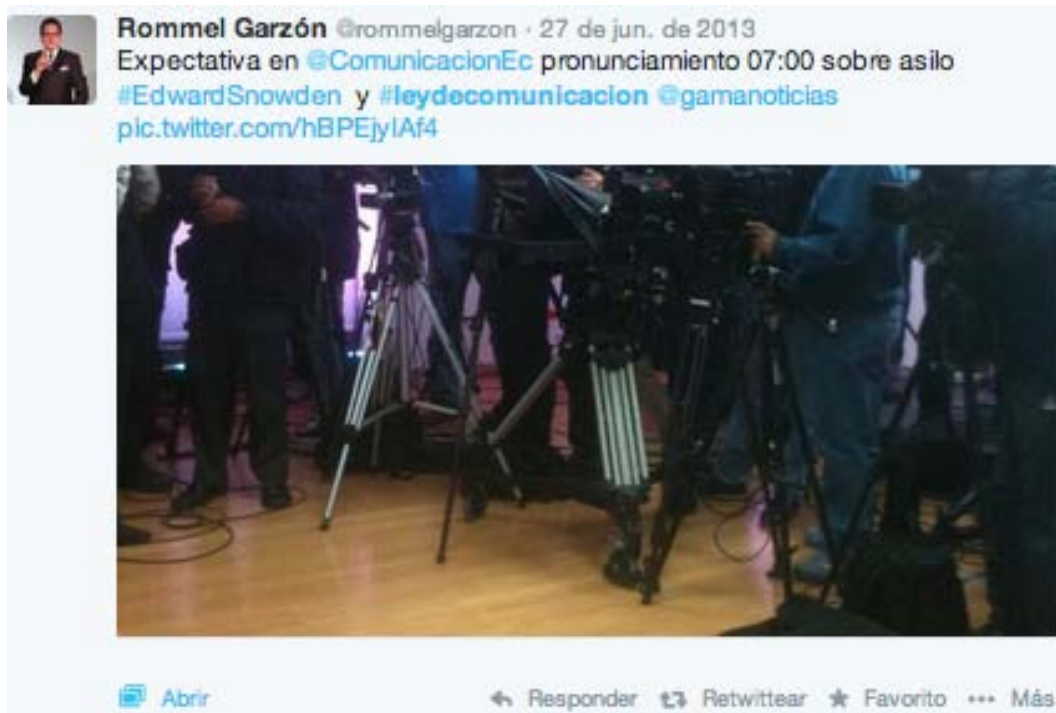 Rommel Garzón @rommelgarzon · 27 de jun. de 2013
Expectativa en @ComunicacionEc pronunciamiento 07:00 sobre asilo
#EdwardSnowden y #leydecomunicacion @gamanoticias
pic.twitter.com/hBPEjyIAf4
Abrir Responder Retwittear Favorito Más